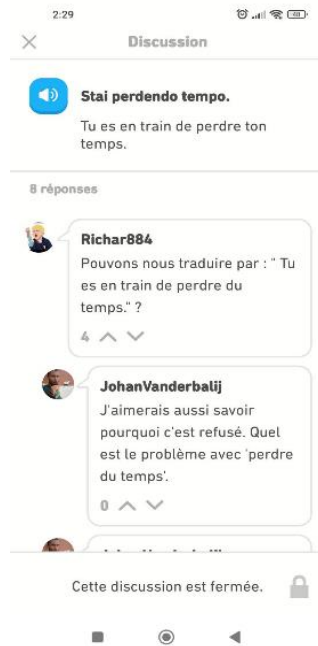 2:29
Discussion
Stai perdendo tempo.
Tu es en train de perdre ton
temps.
8 réponses
Richar884
Pouvons nous traduire par : " Tu
es en train de perdre du
temps." ?
4
JohanVanderbalij
J'aimerais aussi savoir
pourquoi c'est refusé. Quel
est le problème avec 'perdre
du temps'.
0
Cette discussion est fermée.